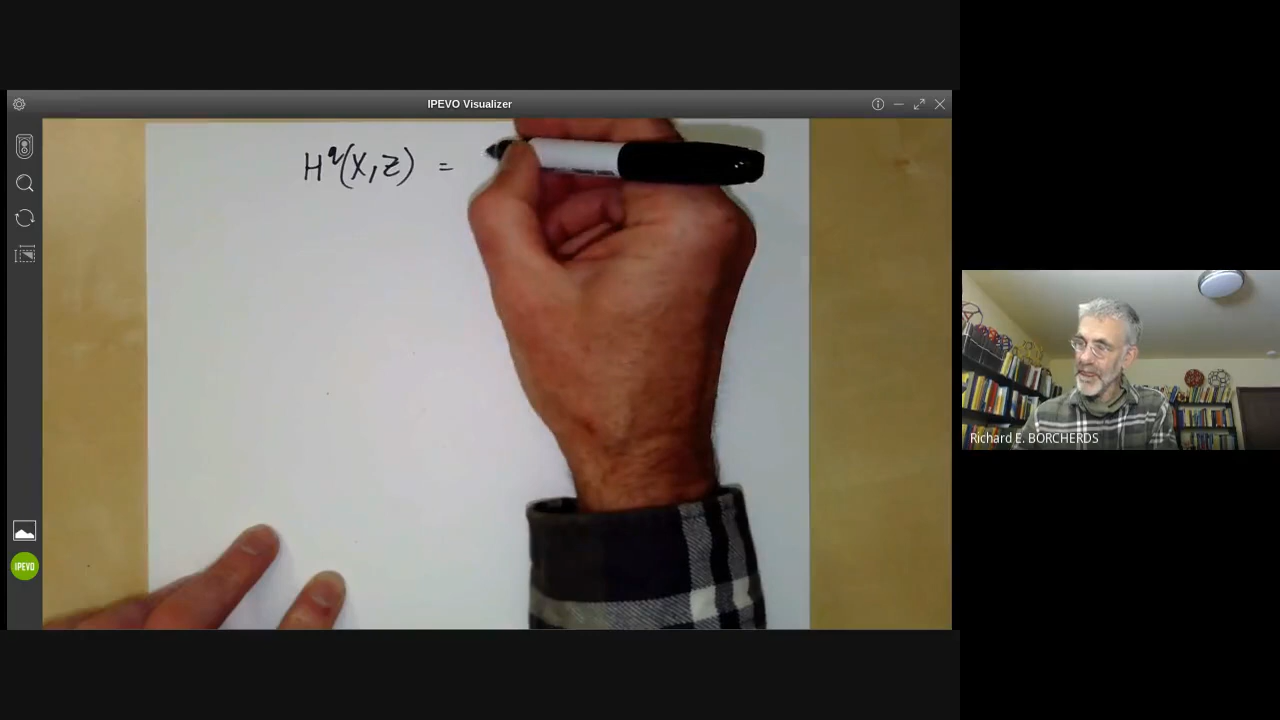 IPEVO Visualizer
H^q(X,Z) =
IPEVO
Richard E. BORCHERDS